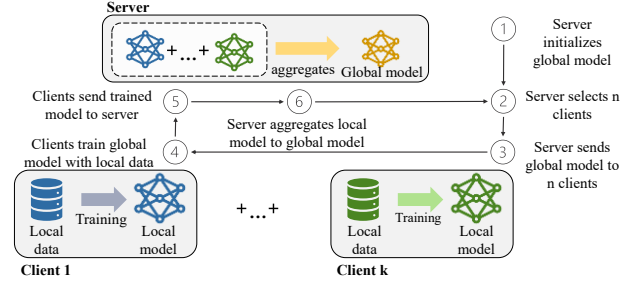 Server
+...+
aggregates
Global model
1
Server
initializes
global model
Clients send trained
model to server
5
6
2
Server selects n
clients
Server aggregates local
model to global model
Clients train global
model with local data
4
3
Server sends
global model to
n clients
Training
Local
data
Local
model
Client 1
+...+
Training
Local
data
Local
model
Client k